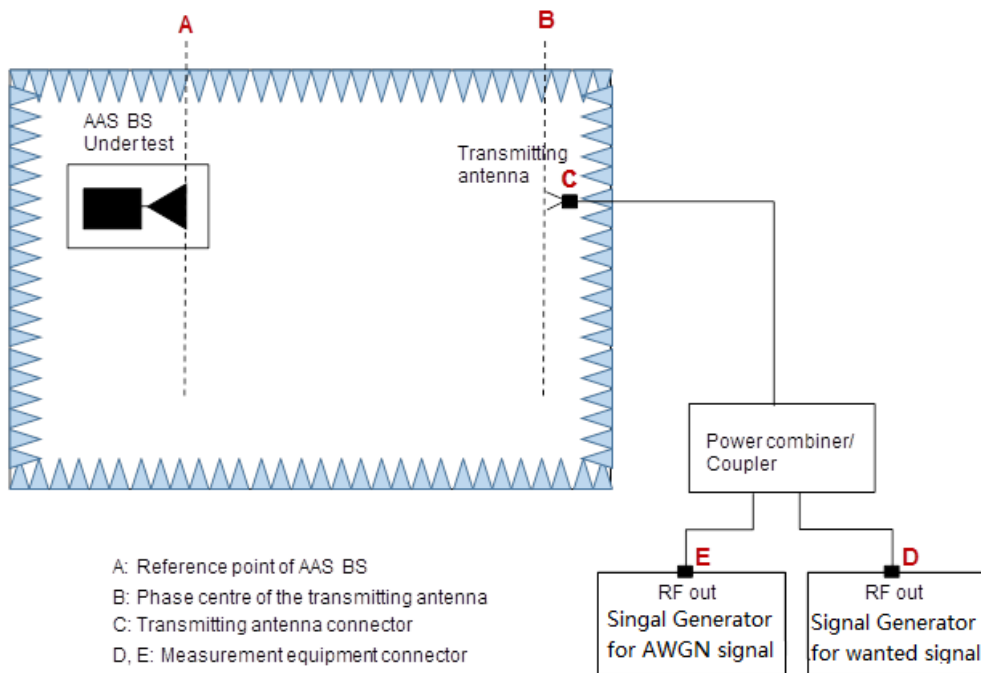 A
B
AAS BS
Under test
Transmitting
antenna
C
Power combiner/
Coupler
E
D
RF out
Singal Generator
for AWGN signal
RF out
Signal Generator
.for wanted signal
A: Reference point of AAS BS
B: Phase centre of the transmitting antenna
C: Transmitting antenna connector
D, E: Measurement equipment connector